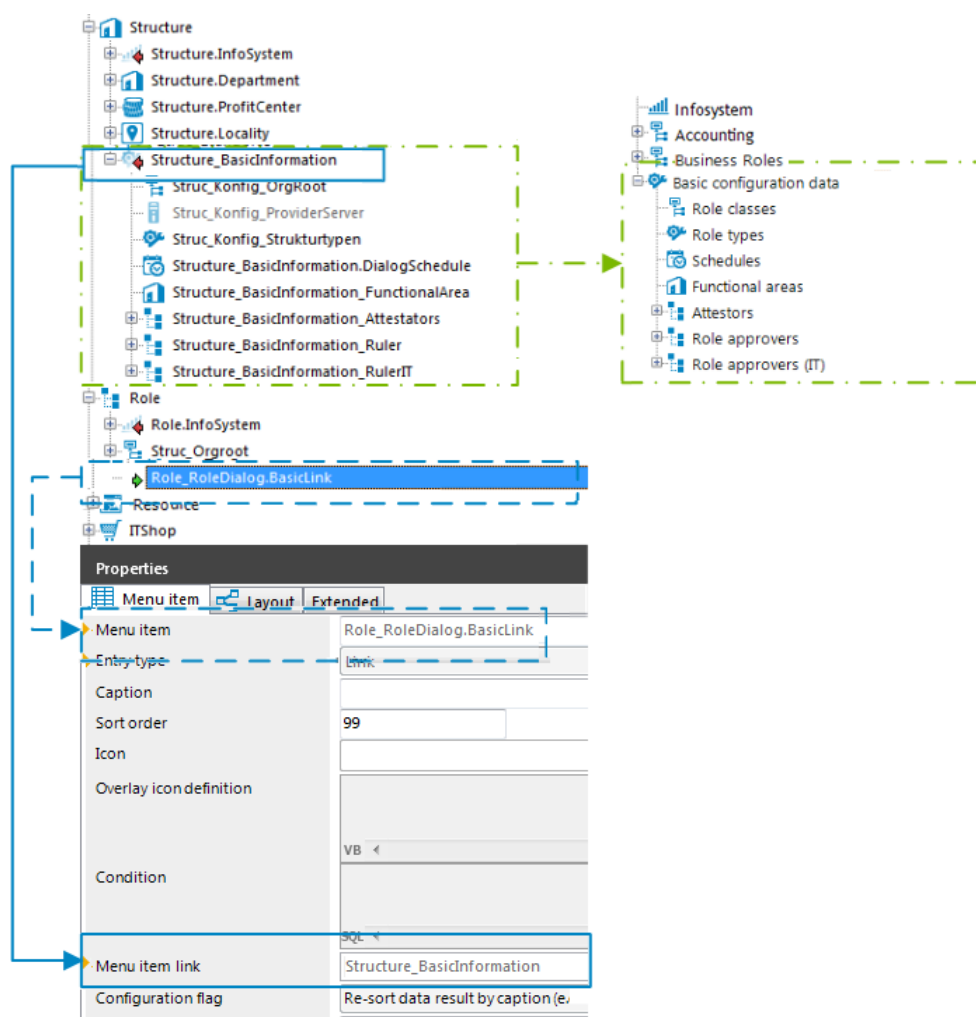 Structure
Structure.InfoSystem
Structure.Department
Structure.ProfitCenter
Structure.Locality
Structure_BasicInformation
Struc_Konfig_OrgRoot
Struc_Konfig_ProviderServer
Struc_Konfig_Strukturtypen
Structure_BasicInformation.DialogSchedule
Structure_BasicInformation_FunctionalArea
Structure_BasicInformation_Attestators
Structure_BasicInformation_Ruler
Structure_BasicInformation_RulerIT
Role
Role.InfoSystem
Struc_Orgroot
Role_RoleDialog.BasicLink
Resource
ITShop
Infosystem
Accounting
Business Roles
Basic configuration data
Role classes
Role types
Schedules
Functional areas
Attestors
Role approvers
Role approvers (IT)
Properties
Menu item Layout Extended
Menu item Role_RoleDialog.BasicLink
Entry type Link
Caption
Sort order 99
Icon
Overlay icon definition
VB
Condition
SQL
Menu item link Structure_BasicInformation
Configuration flag Re-sort data result by caption (e.